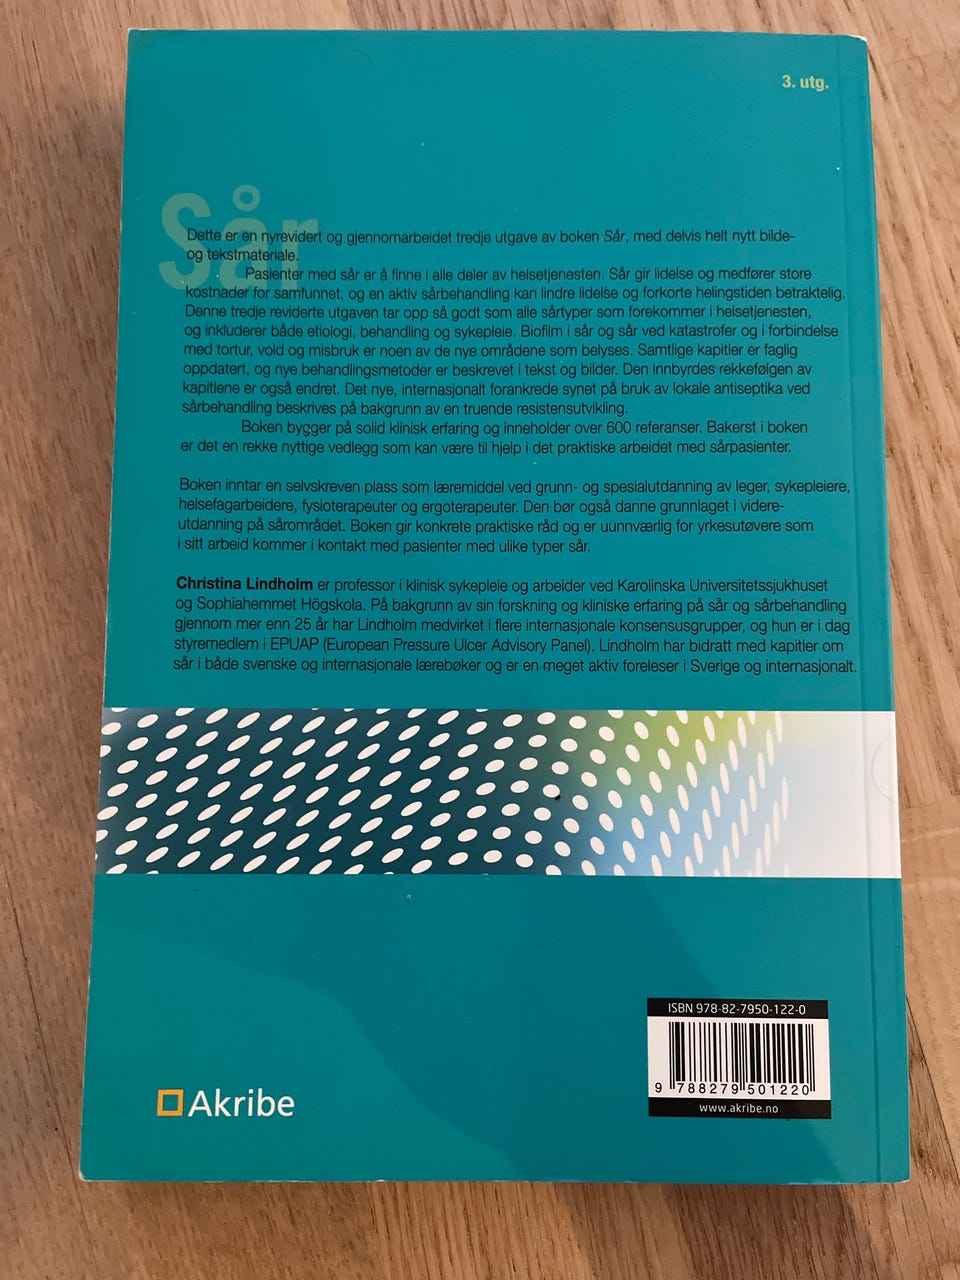 3. utg.
Sår
Dette er en nyrevidert og gjennomarbeidet tredje utgave av boken Sår, med delvis helt nytt bilde-
og tekstmateriale.
Pasienter med sår er å finne i alle deler av helsetjenesten. Sår gir lidelse og medfører store
kostnader for samfunnet, og en aktiv sårbehandling kan lindre lidelse og forkorte helingstiden betraktelig.
Denne tredje reviderte utgaven tar opp så godt som alle sårtyper som forekommer i helsetjenesten,
og inkluderer både etiologi, behandling og sykepleie. Biofilm i sår og sår ved katastrofer og i forbindelse
med tortur, vold og misbruk er noen av de nye områdene som belyses. Samtlige kapitler er faglig
oppdatert, og nye behandlingsmetoder er beskrevet i tekst og bilder. Den innbyrdes rekkefølgen av
kapitlene er også endret. Det nye, internasjonalt forankrede synet på bruk av lokale antiseptika ved
sårbehandling beskrives på bakgrunn av en truende resistensutvikling.
Boken bygger på solid klinisk erfaring og inneholder over 600 referanser. Bakerst i boken
er det en rekke nyttige vedlegg som kan være til hjelp i det praktiske arbeidet med sårpasienter.
Boken inntar en selvskreven plass som læremiddel ved grunn- og spesialutdanning av leger, sykepleiere,
helsefagarbeidere, fysioterapeuter og ergoterapeuter. Den bør også danne grunnlaget i videre-
utdanning på sårområdet. Boken gir konkrete praktiske råd og er uunnværlig for yrkesutøvere som
i sitt arbeid kommer i kontakt med pasienter med ulike typer sår.
Christina Lindholm er professor i klinisk sykepleie og arbeider ved Karolinska Universitetssjukhuset
og Sophiahemmet Högskola. På bakgrunn av sin forskning og kliniske erfaring på sår og sårbehandling
gjennom mer enn 25 år har Lindholm medvirket i flere internasjonale konsensusgrupper, og hun er i dag
styremedlem i EPUAP (European Pressure Ulcer Advisory Panel). Lindholm har bidratt med kapitler om
sår i både svenske og internasjonale lærebøker og er en meget aktiv foreleser i Sverige og internasjonalt.
ISBN 978-82-7950-122-0
9 788279 501220
www.akribe.no
Akribe